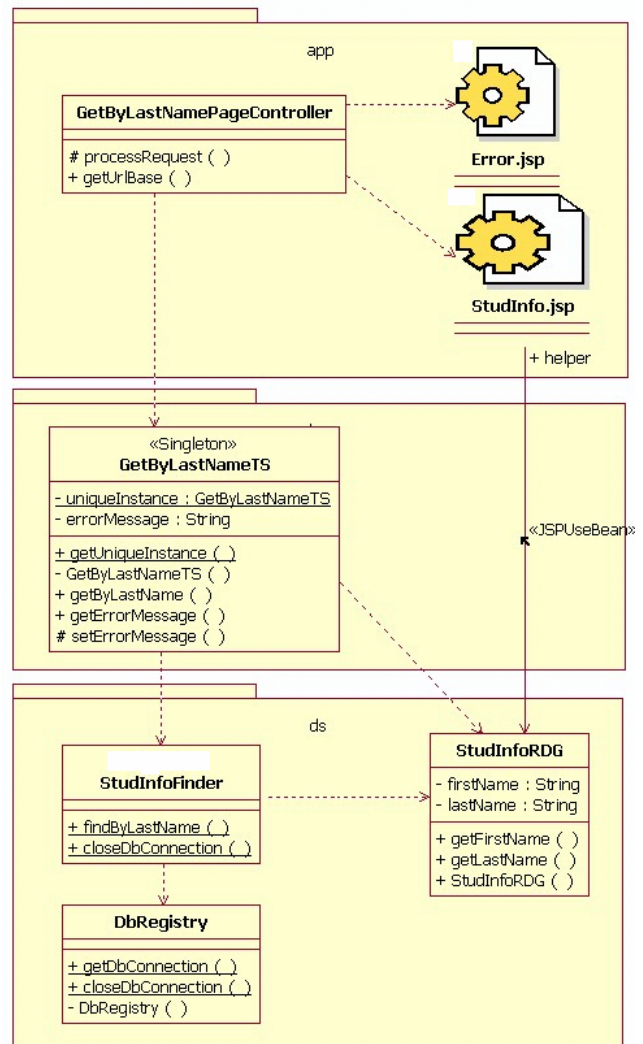 app
GetByLastNamePageController
# processRequest ( )
+ getUrlBase ( )
Error.jsp
StudInfo.jsp
+ helper
«Singleton»
GetByLastNameTS
- uniqueInstance : GetByLastNameTS
- errorMessage : String
+ getUniqueInstance ( )
- GetByLastNameTS ( )
+ getByLastName ( )
+ getErrorMessage ( )
# setErrorMessage ( )
«JSPUseBean»
ds
StudInfoFinder
+ findByLastName ( )
+ closeDbConnection ( )
StudInfoRDG
- firstName : String
- lastName : String
+ getFirstName ( )
+ getLastName ( )
+ StudInfoRDG ( )
DbRegistry
+ getDbConnection ( )
+ closeDbConnection ( )
- DbRegistry ( )